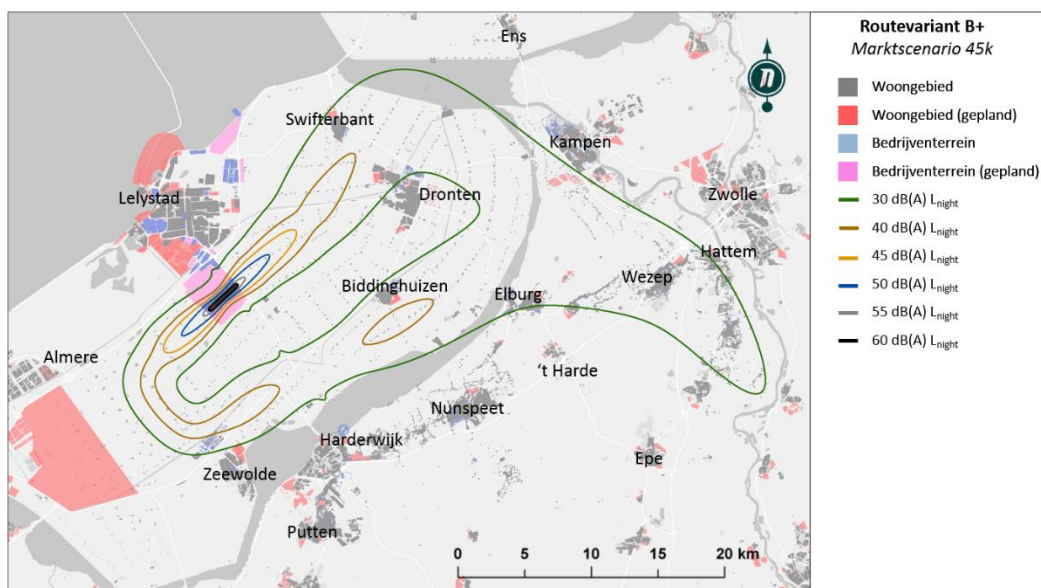 Ens
Swifterbant
Kampen
Lelystad
Dronten
Zwolle
Hattem
Biddinghuizen
Elburg
Wezep
Almere
't Harde
Nunspeet
Harderwijk
Zeewolde
Epe
Putten
0 5 10 15 20 km
n
Routevariant B+
Marktscenario 45k
Woongebied
Woongebied (gepland)
Bedrijventerrein
Bedrijventerrein (gepland)
30 dB(A) Lnight
40 dB(A) Lnight
45 dB(A) Lnight
50 dB(A) Lnight
55 dB(A) Lnight
60 dB(A) Lnight